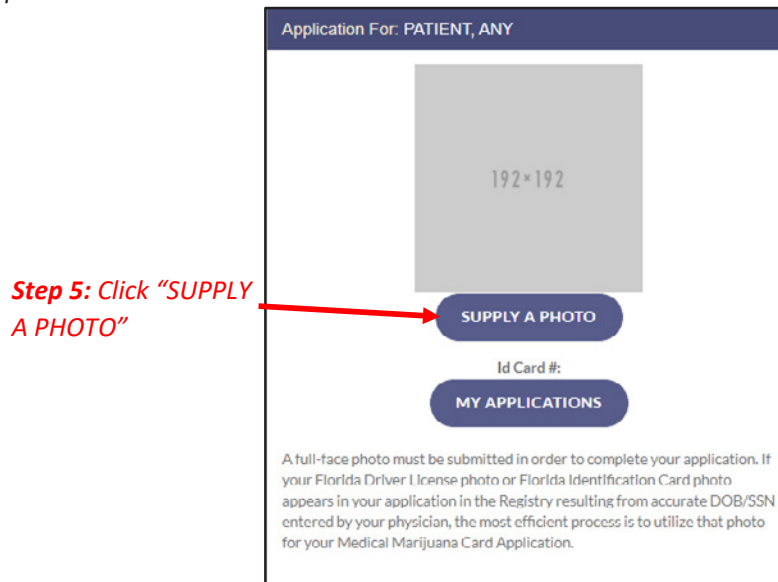 Application For: PATIENT, ANY
192×192
Step 5: Click “SUPPLY
A PHOTO”
SUPPLY A PHOTO
Id Card #:
MY APPLICATIONS
A full-face photo must be submitted in order to complete your application. If
your Florida Driver License photo or Florida Identification Card photo
appears in your application in the Registry resulting from accurate DOB/SSN
entered by your physician, the most efficient process is to utilize that photo
for your Medical Marijuana Card Application.